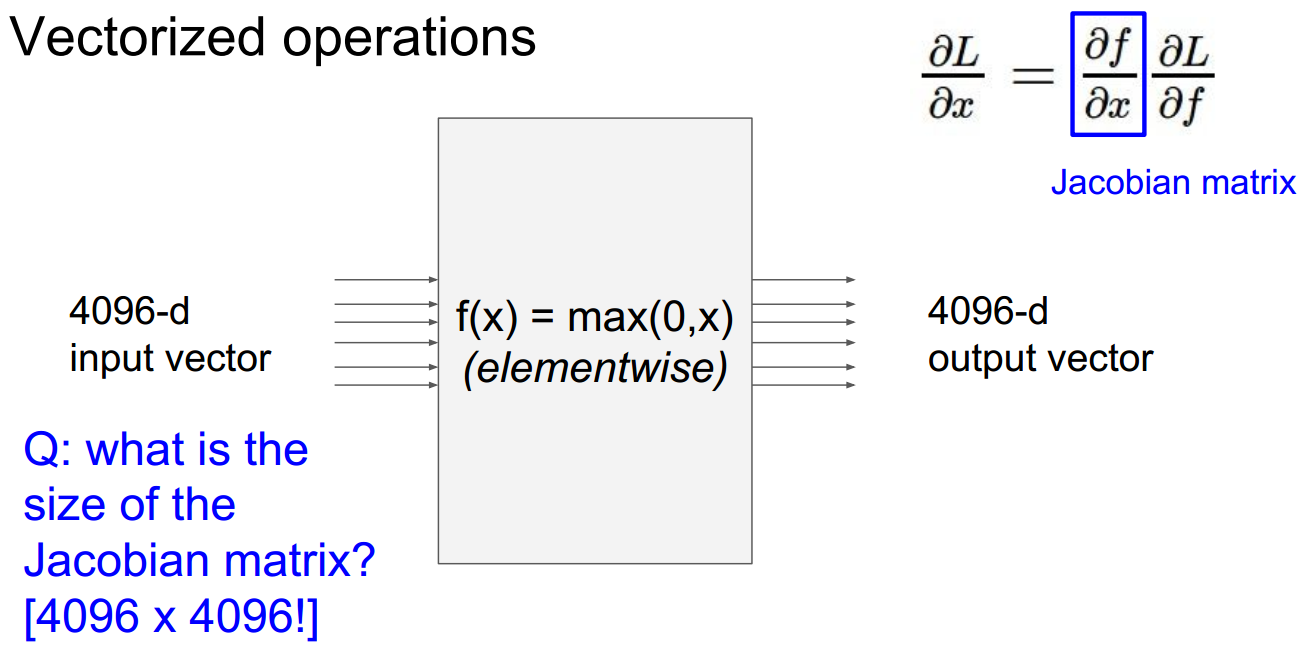 Vectorized operations
∂L/∂x = ∂f/∂x ∂L/∂f
Jacobian matrix
4096-d
input vector
f(x) = max(0,x)
(elementwise)
4096-d
output vector
Q: what is the
size of the
Jacobian matrix?
[4096 x 4096!]